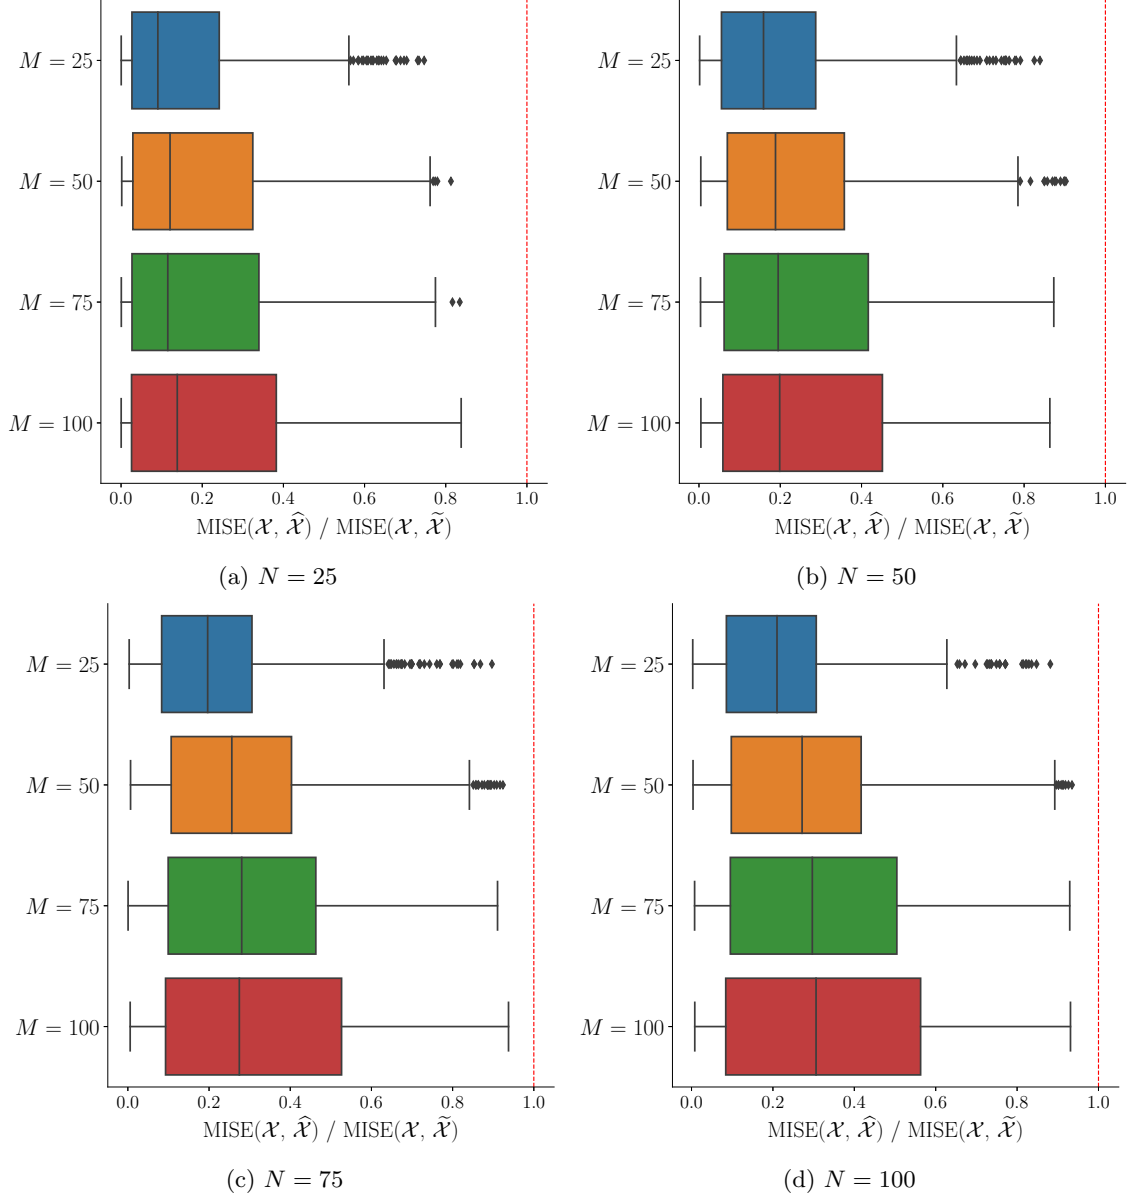 M = 25
M = 50
M = 75
M = 100
0.0 0.2 0.4 0.6 0.8 1.0
MISE(𝒳, 𝒳̂) / MISE(𝒳, 𝒳̃)
(a) N = 25
M = 25
M = 50
M = 75
M = 100
0.0 0.2 0.4 0.6 0.8 1.0
MISE(𝒳, 𝒳̂) / MISE(𝒳, 𝒳̃)
(b) N = 50
M = 25
M = 50
M = 75
M = 100
0.0 0.2 0.4 0.6 0.8 1.0
MISE(𝒳, 𝒳̂) / MISE(𝒳, 𝒳̃)
(c) N = 75
M = 25
M = 50
M = 75
M = 100
0.0 0.2 0.4 0.6 0.8 1.0
MISE(𝒳, 𝒳̂) / MISE(𝒳, 𝒳̃)
(d) N = 100